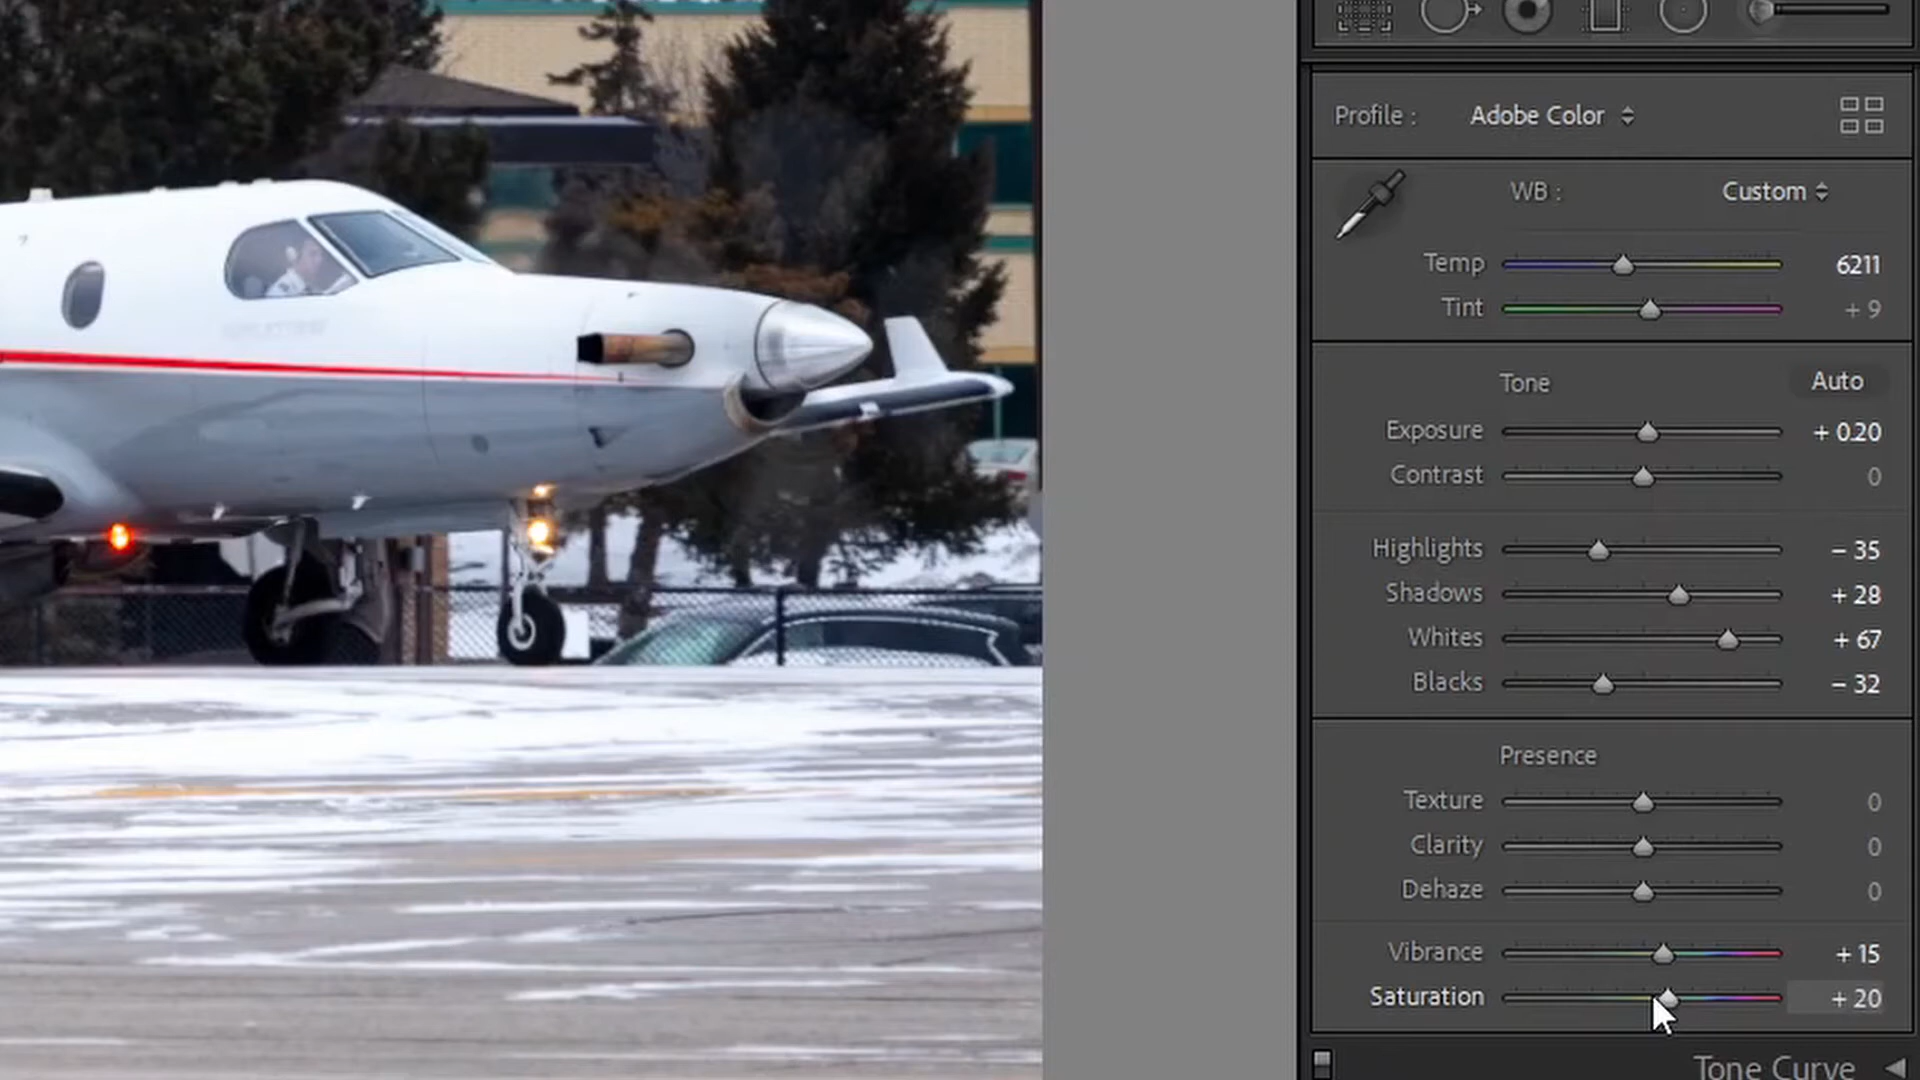 Profile : Adobe Color
WB : Custom
Temp 6211
Tint + 9
Tone Auto
Exposure + 0.20
Contrast 0
Highlights – 35
Shadows + 28
Whites + 67
Blacks – 32
Presence
Texture 0
Clarity 0
Dehaze 0
Vibrance + 15
Saturation + 20
Tone Curve